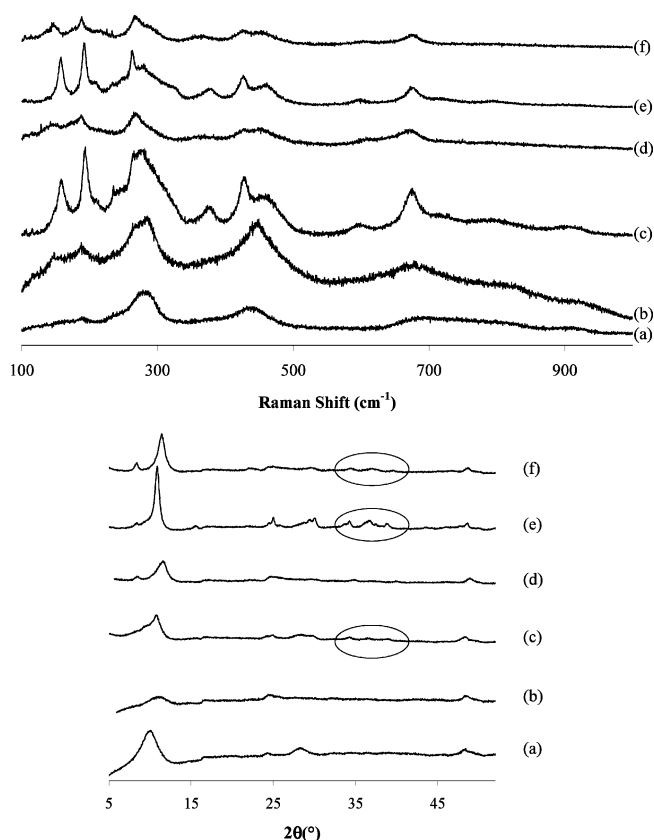 (f)
(e)
(d)
(c)
(b)
(a)
100 300 500 700 900
Raman Shift (cm⁻¹)
(f)
(e)
(d)
(c)
(b)
(a)
5 15 25 35 45
2θ(°)